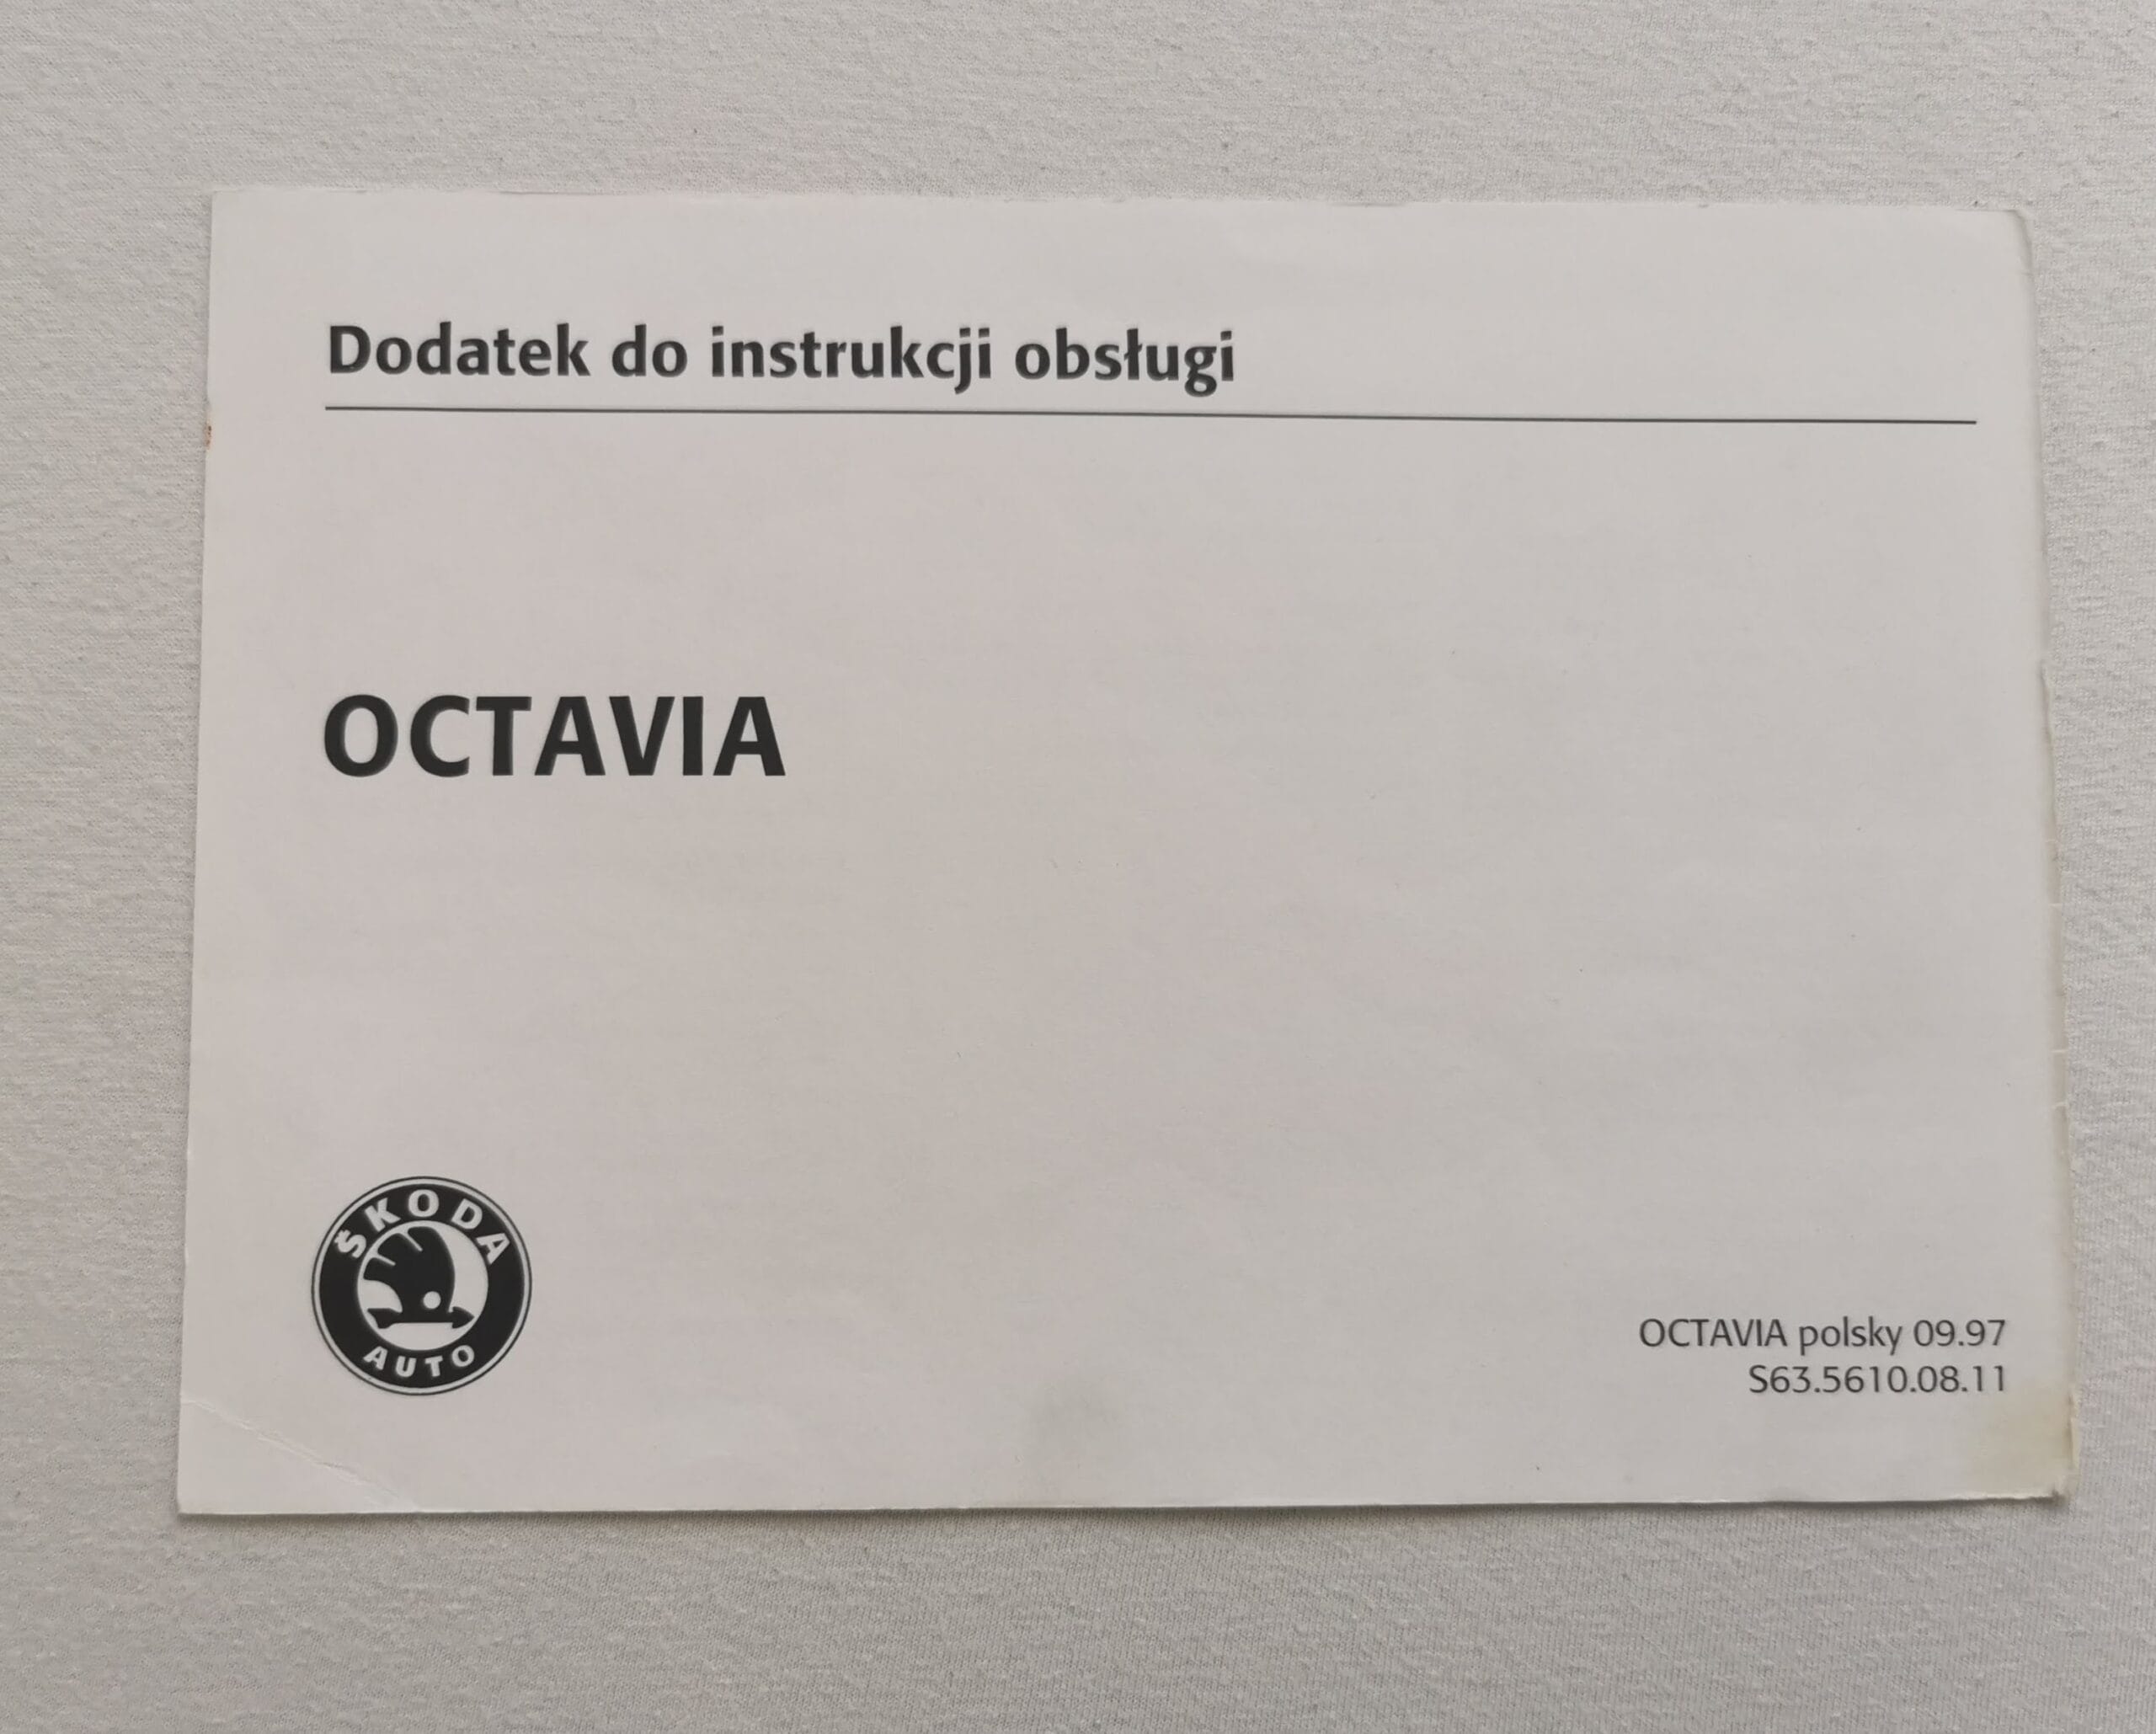 Dodatek do instrukcji obsługi
OCTAVIA
ŠKODA
AUTO
OCTAVIA polsky 09.97
S63.5610.08.11